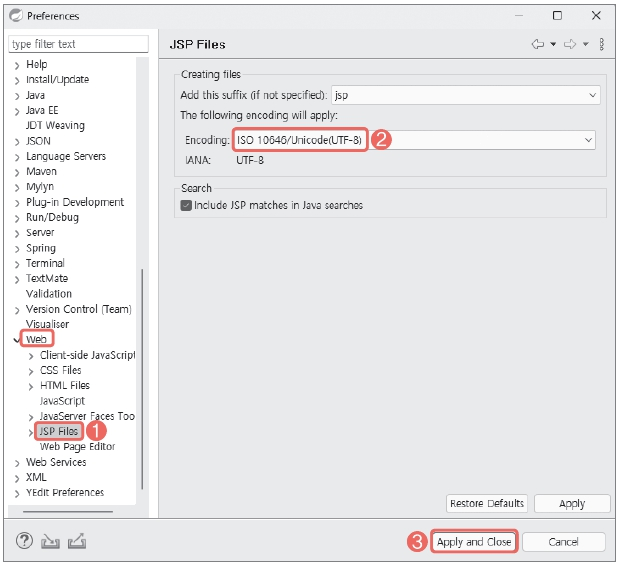 Preferences
type filter text
Help
Install/Update
Java
Java EE
JDT Weaving
JSON
Language Servers
Maven
Mylyn
Plug-in Development
Run/Debug
Server
Spring
Terminal
TextMate
Validation
Version Control (Team)
Visualiser
Web
Client-side JavaScript
CSS Files
HTML Files
JavaScript
JavaServer Faces Too
JSP Files 1
Web Page Editor
Web Services
XML
YEdit Preferences
JSP Files
Creating files
Add this suffix (if not specified): jsp
The following encoding will apply:
Encoding: ISO 10646/Unicode(UTF-8) 2
IANA: UTF-8
Search
Include JSP matches in Java searches
Restore Defaults Apply
? 3 Apply and Close Cancel